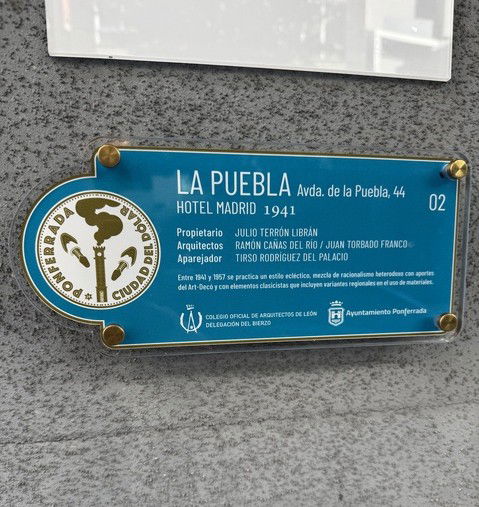 LA PUEBLA Avda. de la Puebla, 44
02
HOTEL MADRID 1941
Propietario JULIO TERRÓN LIBRÁN
Arquitectos RAMÓN CAÑAS DEL RÍO / JUAN TORBADO FRANCO
Aparejador TIRSO RODRÍGUEZ DEL PALACIO
Entre 1941 y 1957 se practica un estilo ecléctico, mezcla de racionalismo heterodoxo con aportes
del Art-Decó y con elementos clasicistas que incluyen variantes regionales en el uso de materiales.
PONFERRADA
CIUDAD DEL DÓLAR
COLEGIO OFICIAL DE ARQUITECTOS DE LEÓN
DELEGACIÓN DEL BIERZO
Ayuntamiento Ponferrada